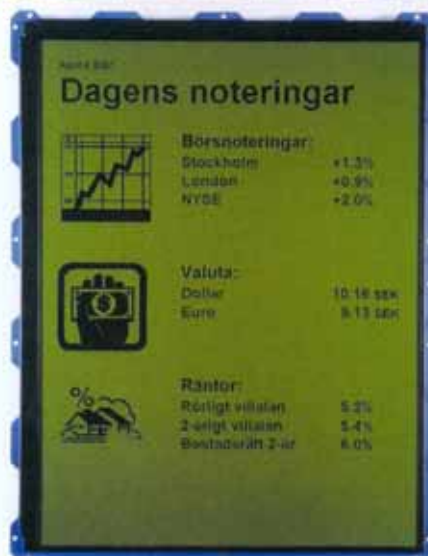 Dagens noteringar
Börsnoteringar:
Stockholm +1.3%
London +0.9%
NYSE +2.0%
Valuta:
Dollar 10.16 SEK
Euro 9.13 SEK
Räntor:
Rörligt villalån 5.2%
2-årigt villalån 5.4%
Bostadsrätt 2-år 6.0%